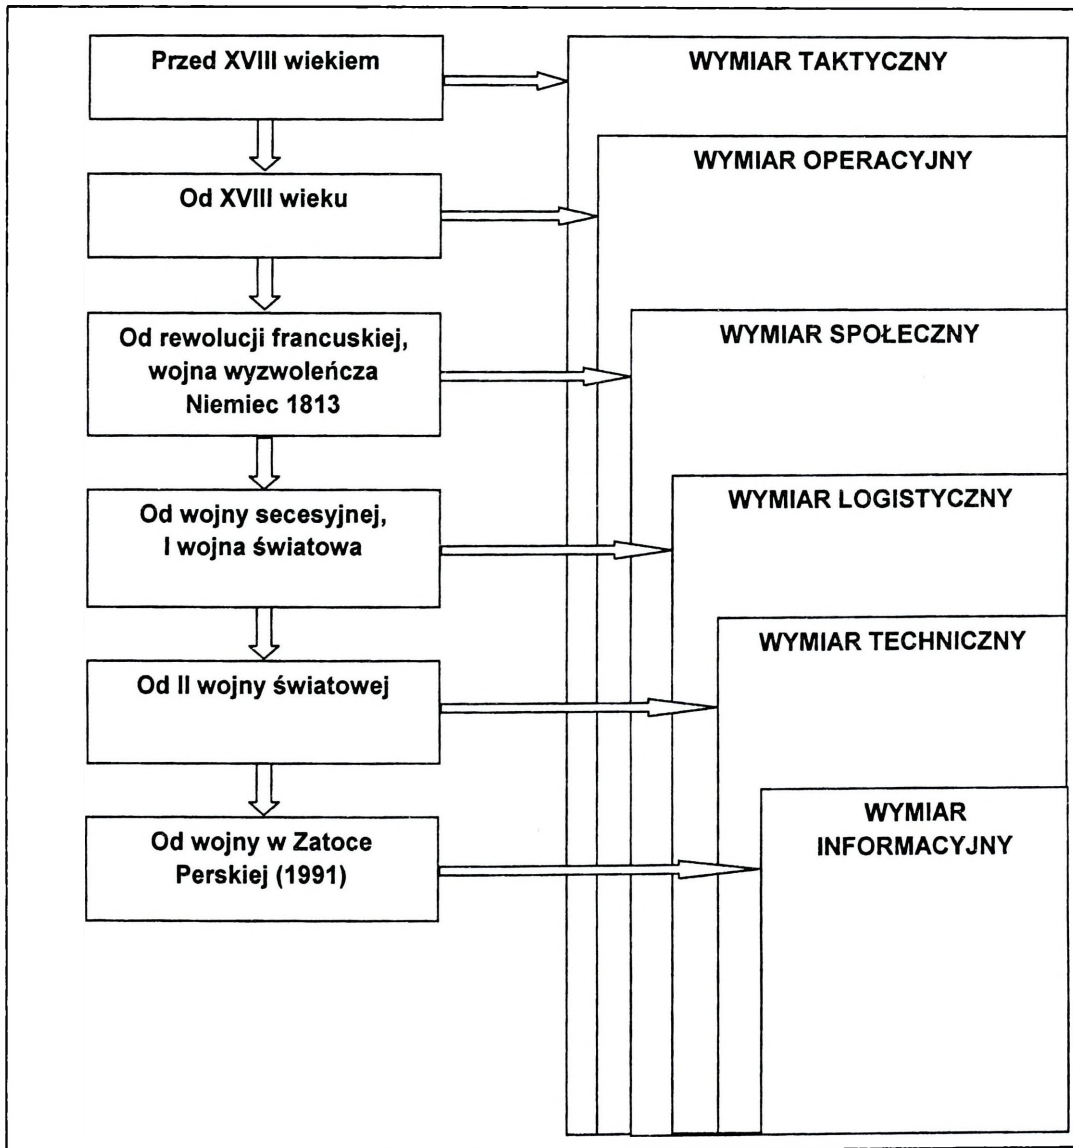 Przed XVIII wiekiem
WYMIAR TAKTYCZNY
WYMIAR OPERACYJNY
Od XVIII wieku
Od rewolucji francuskiej,
wojna wyzwoleńcza
Niemiec 1813
WYMIAR SPOŁECZNY
Od wojny secesyjnej,
I wojna światowa
WYMIAR LOGISTYCZNY
Od II wojny światowej
WYMIAR TECHNICZNY
Od wojny w Zatoce
Perskiej (1991)
WYMIAR
INFORMACYJNY